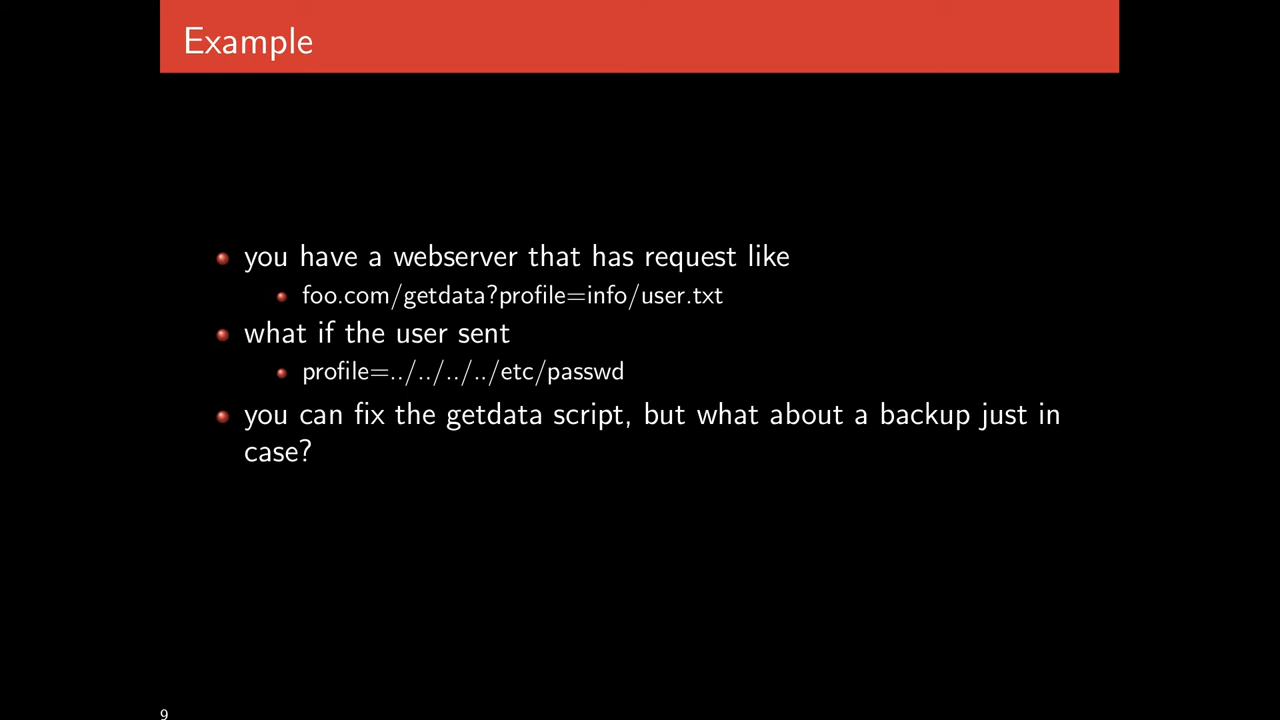 Example
you have a webserver that has request like
foo.com/getdata?profile=info/user.txt
what if the user sent
profile=../../../../etc/passwd
you can fix the getdata script, but what about a backup just in
case?
9